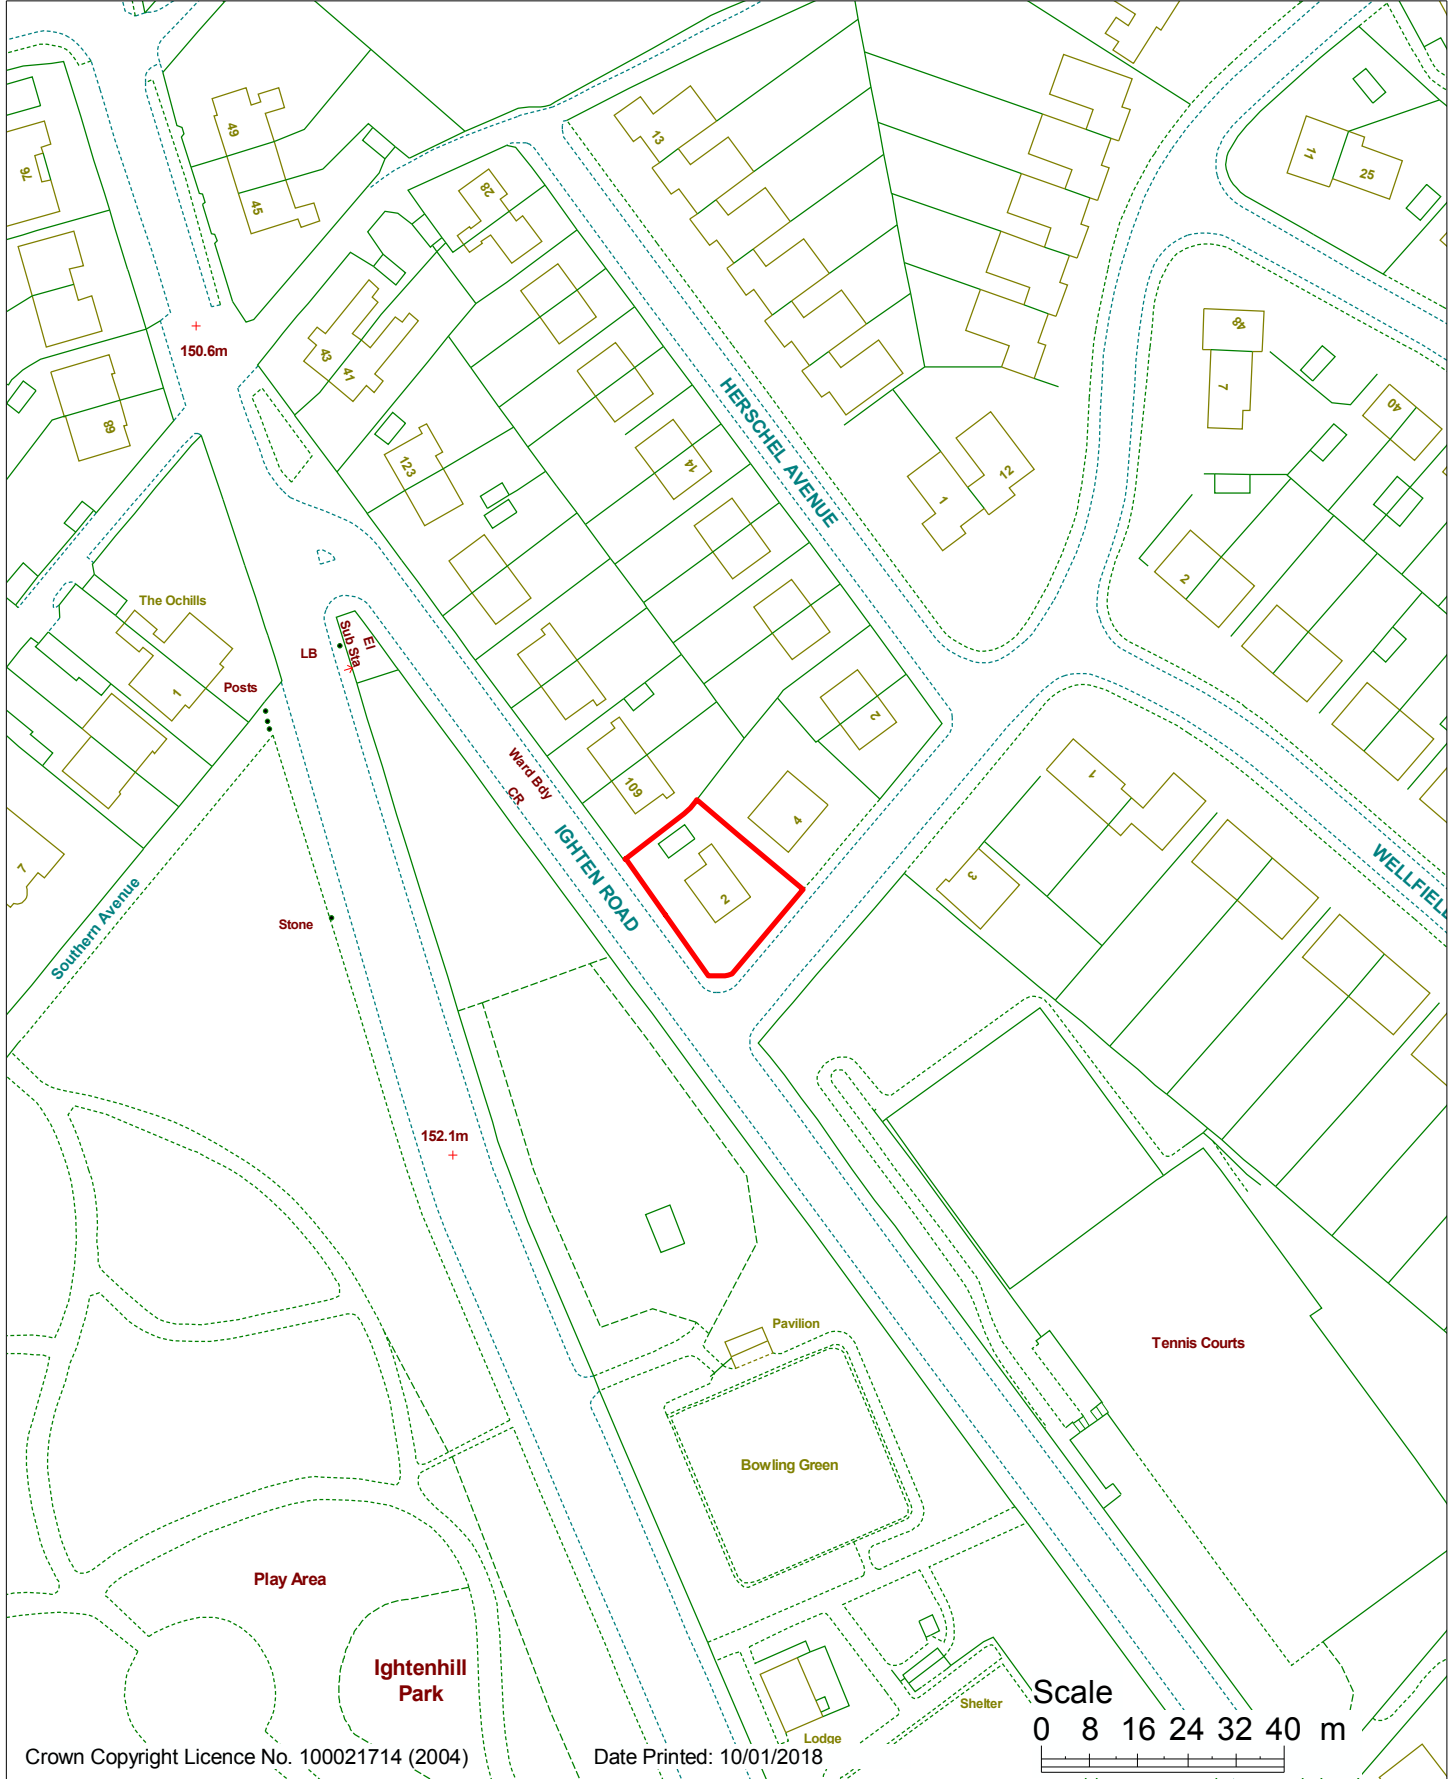 13
49
28
11
76
25
45
48
150.6m
43
41
7
HERSCHEL AVENUE
40
89
123
14
12
1
2
The Ochills
El
Sub Sta
LB
Posts
1
2
Ward Bdy
CR
1
109
4
IGHTEN ROAD
WELLFIEL
7
3
2
Southern Avenue
Stone
152.1m
Pavilion
Tennis Courts
Bowling Green
Play Area
Ightenhill
Park
Shelter
Lodge
Scale
0 8 16 24 32 40 m
Crown Copyright Licence No. 100021714 (2004)
Date Printed: 10/01/2018